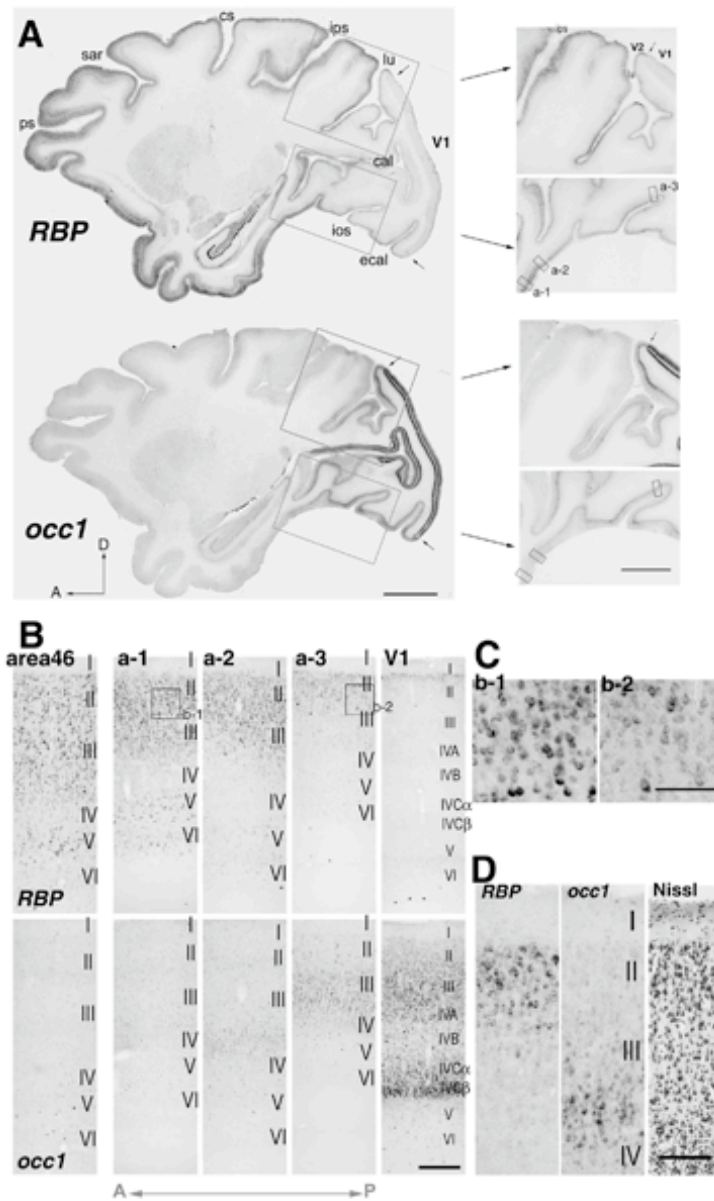 A
cs
ips
sar
lu
ps
V1
cal
RBP
ios
ecal
ips
V2 V1
lu
a-3
a-2
a-1
occ1
D
A
B
area46 a-1 a-2 a-3 V1
I I I I
II II II II II
III III III III III
IVA
IV IV IV IV IVB
V V V V IVCα
VI VI VI VI IVCβ
V
VI
b-1
b-2
RBP
I I I I I
II II II II II
III III III III III
IVA
IV IV IV IV IVB
V V V V IVCα
VI VI VI VI IVCβ
V
VI
occ1
A P
C
b-1 b-2
D
RBP occ1 Nissl
I
II
III
IV